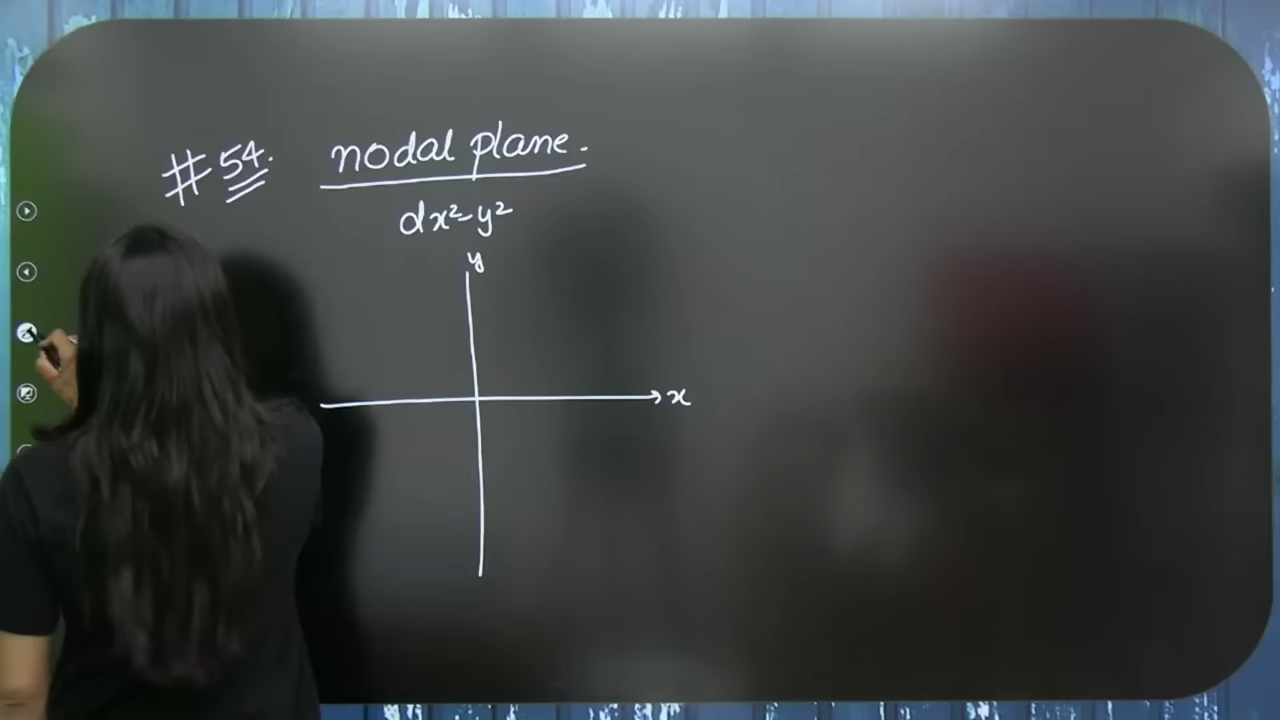 #54. nodal plane.
dx²-y²
y
x